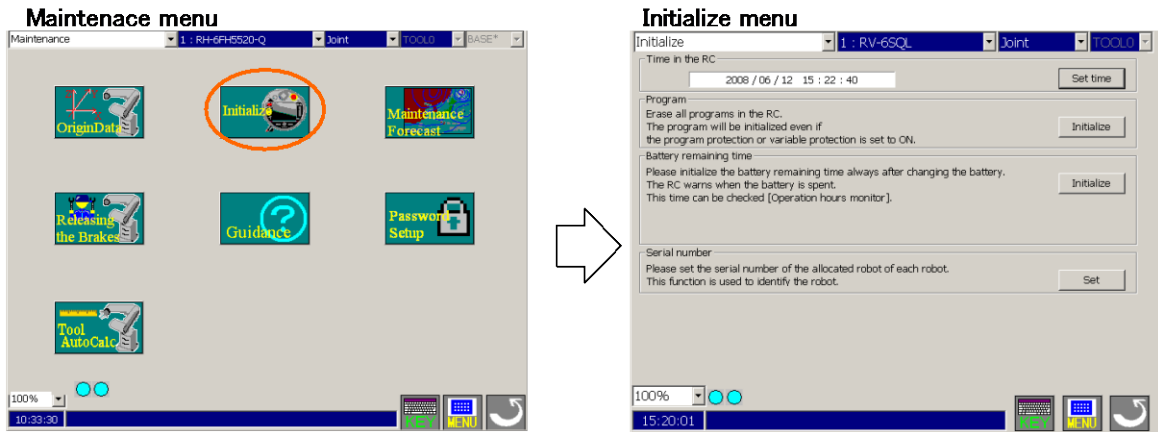 Maintenace menu
Maintenance 1 : RH-6FH5520-Q Joint TOOL0 BASE*
OriginData
Initialize
Maintenance
Forecast
Releasing
the Brakes
Guidance
Password
Setup
Tool
AutoCalc
100%
10:33:30
KEY
MENU
Initialize menu
Initialize 1 : RV-6SQL Joint TOOL0
Time in the RC
2008 / 06 / 12 15 : 22 : 40
Set time
Program
Erase all programs in the RC.
The program will be initialized even if
the program protection or variable protection is set to ON.
Initialize
Battery remaining time
Please initialize the battery remaining time always after changing the battery.
The RC warns when the battery is spent.
This time can be checked [Operation hours monitor].
Initialize
Serial number
Please set the serial number of the allocated robot of each robot.
This function is used to identify the robot.
Set
100%
15:20:01
KEY
MENU